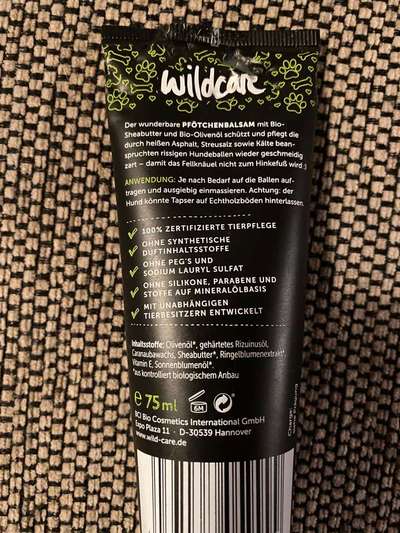 wildcare
Der wunderbare PFÖTCHENBALSAM mit Bio-
Sheabutter und Bio-Olivenöl schützt und pflegt die
durch heißen Asphalt, Streusalz sowie Kälte bean-
spruchten rissigen Hundeballen wieder geschmeidig
zart – damit das Fellknäuel nicht zum Hinkefuß wird :)
ANWENDUNG: Je nach Bedarf auf die Ballen auf-
tragen und ausgiebig einmassieren. Achtung: der
Hund könnte Tapser auf Echtholzböden hinterlassen.
100% ZERTIFIZIERTE TIERPFLEGE
OHNE SYNTHETISCHE
DUFTINHALTSTOFFE
OHNE PEG'S UND
SODIUM LAURYL SULFAT
OHNE SILIKONE, PARABENE UND
STOFFE AUF MINERALÖLBASIS
MIT UNABHÄNGIGEN
TIERBESITZERN ENTWICKELT
Inhaltsstoffe: Olivenöl*, gehärtetes Rizuinusöl,
Caranaubawachs, Sheabutter*, Ringelblumenextrakt*,
Vitamin E, Sonnenblumenöl*.
*aus kontrolliert biologischem Anbau
e 75ml
6M
BCI Bio Cosmetics International GmbH
Expo Plaza 11 · D-30539 Hannover
www.wild-care.de
Charge: